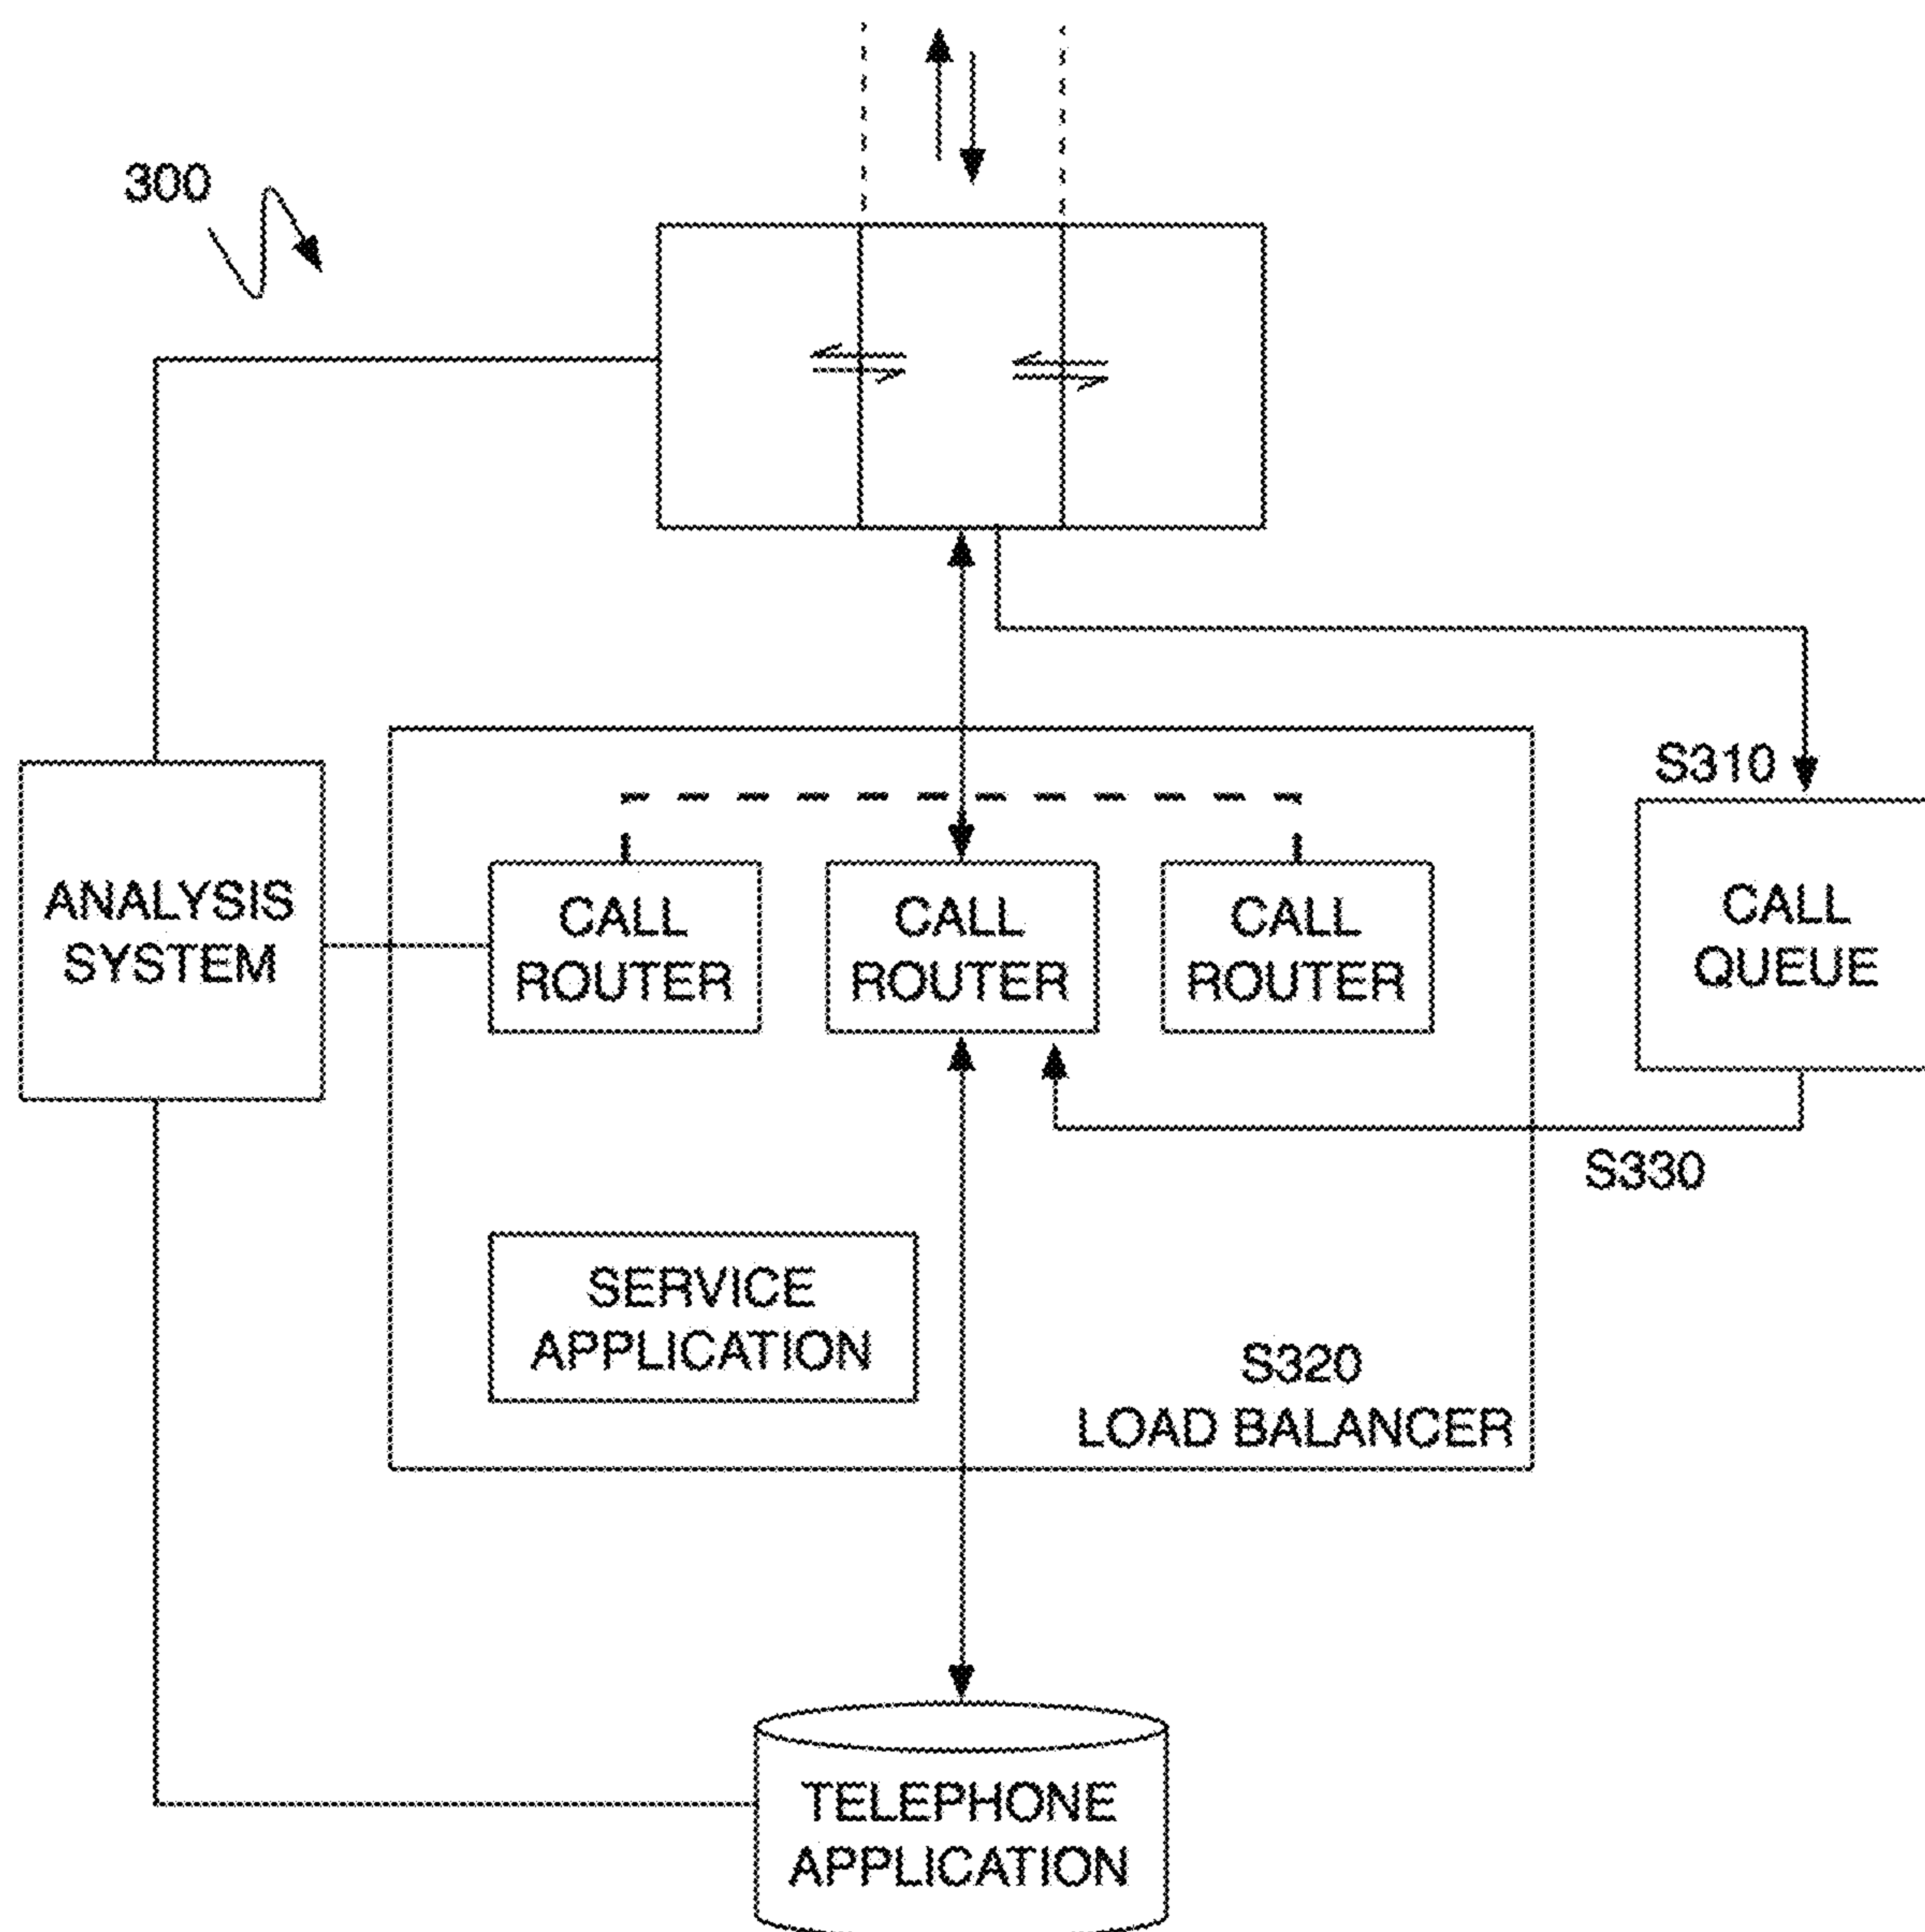 300
S310
ANALYSIS
SYSTEM
CALL
ROUTER
CALL
ROUTER
CALL
ROUTER
CALL
QUEUE
S330
SERVICE
APPLICATION
S320
LOAD BALANCER
TELEPHONE
APPLICATION